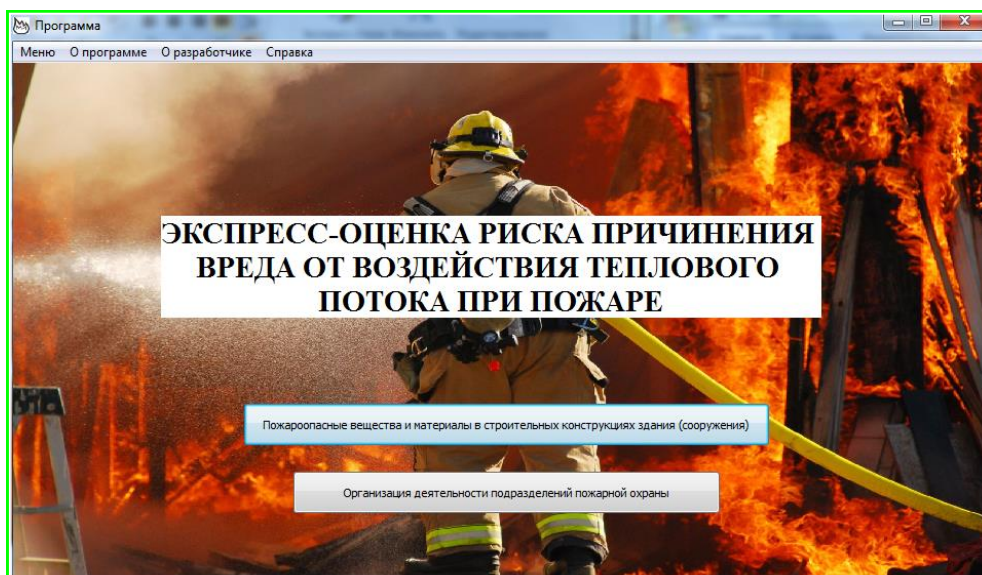 Программа
Меню О программе О разработчике Справка
ЭКСПРЕСС-ОЦЕНКА РИСКА ПРИЧИНЕНИЯ
ВРЕДА ОТ ВОЗДЕЙСТВИЯ ТЕПЛОВОГО
ПОТОКА ПРИ ПОЖАРЕ
Пожароопасные вещества и материалы в строительных конструкциях здания (сооружения)
Организация деятельности подразделений пожарной охраны